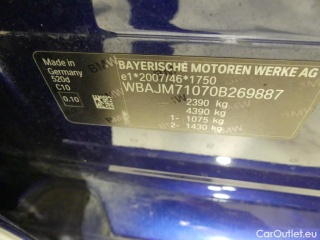 Made in
Germany
520d
C1D
0.10
BAYERISCHE MOTOREN WERKE AG
e1*2007/46*1750
WBAJM71070B269887
2390 kg
4390 kg
1- 1075 kg
2- 1430 kg
© CarOutlet.eu